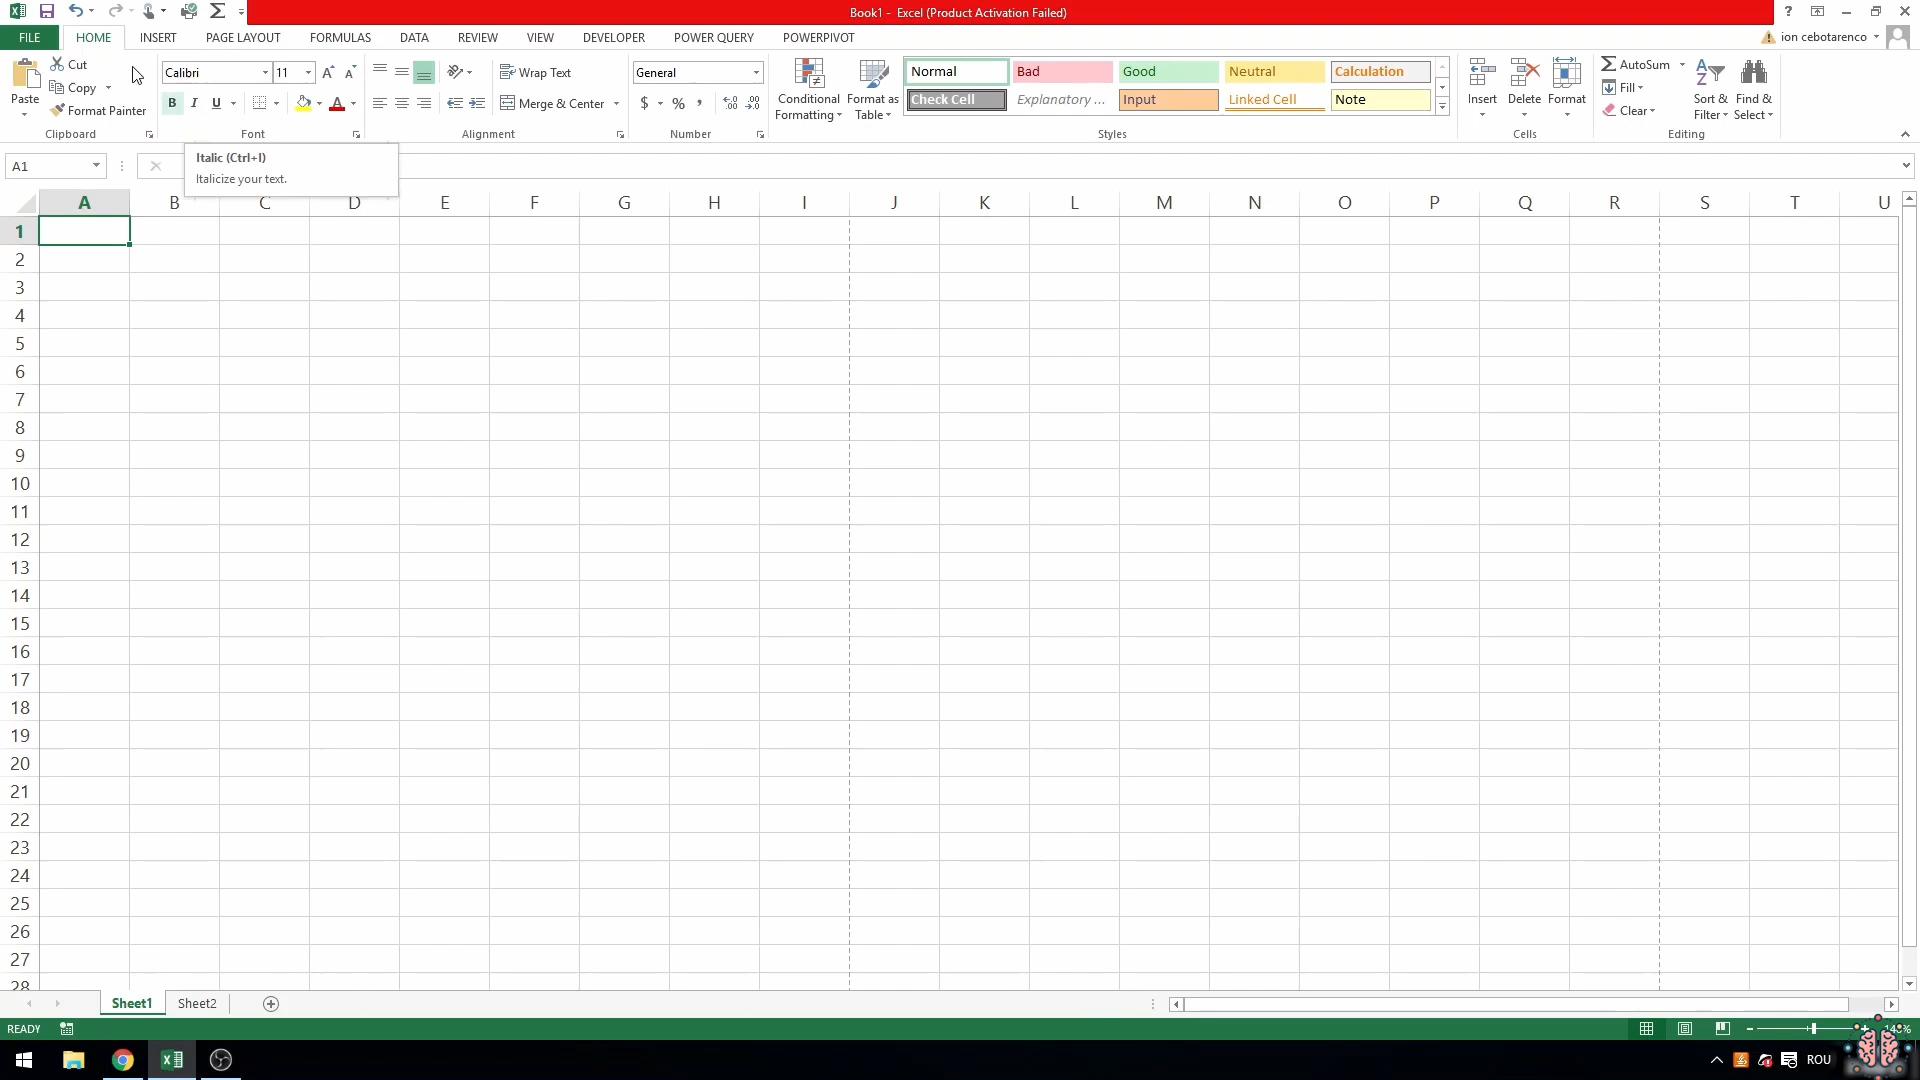 Book1 - Excel (Product Activation Failed)
?
FILE HOME INSERT PAGE LAYOUT FORMULAS DATA REVIEW VIEW DEVELOPER POWER QUERY POWERPIVOT ion cebotarenco
Cut Calibri 11 Wrap Text General Normal Bad Good Neutral Calculation AutoSum
Copy Fill
Paste B I U Merge & Center $ % Conditional Formatting Format as Table Check Cell Explanatory ... Input Linked Cell Note Insert Delete Format Sort & Filter Find & Select
Format Painter Clear
Clipboard Font Alignment Number Styles Cells Editing
Italic (Ctrl+I)
A1
Italicize your text.
A B C D E F G H I J K L M N O P Q R S T U
1
2
3
4
5
6
7
8
9
10
11
12
13
14
15
16
17
18
19
20
21
22
23
24
25
26
27
28
Sheet1 Sheet2
READY
ROU